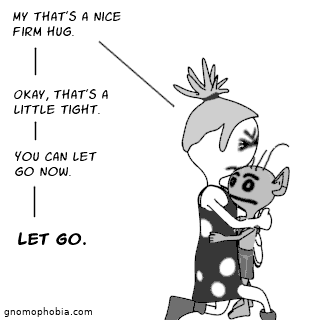 My that's a nice
firm hug.
Okay, that's a
little tight.
You can let
go now.
Let go.
gnomophobia.com